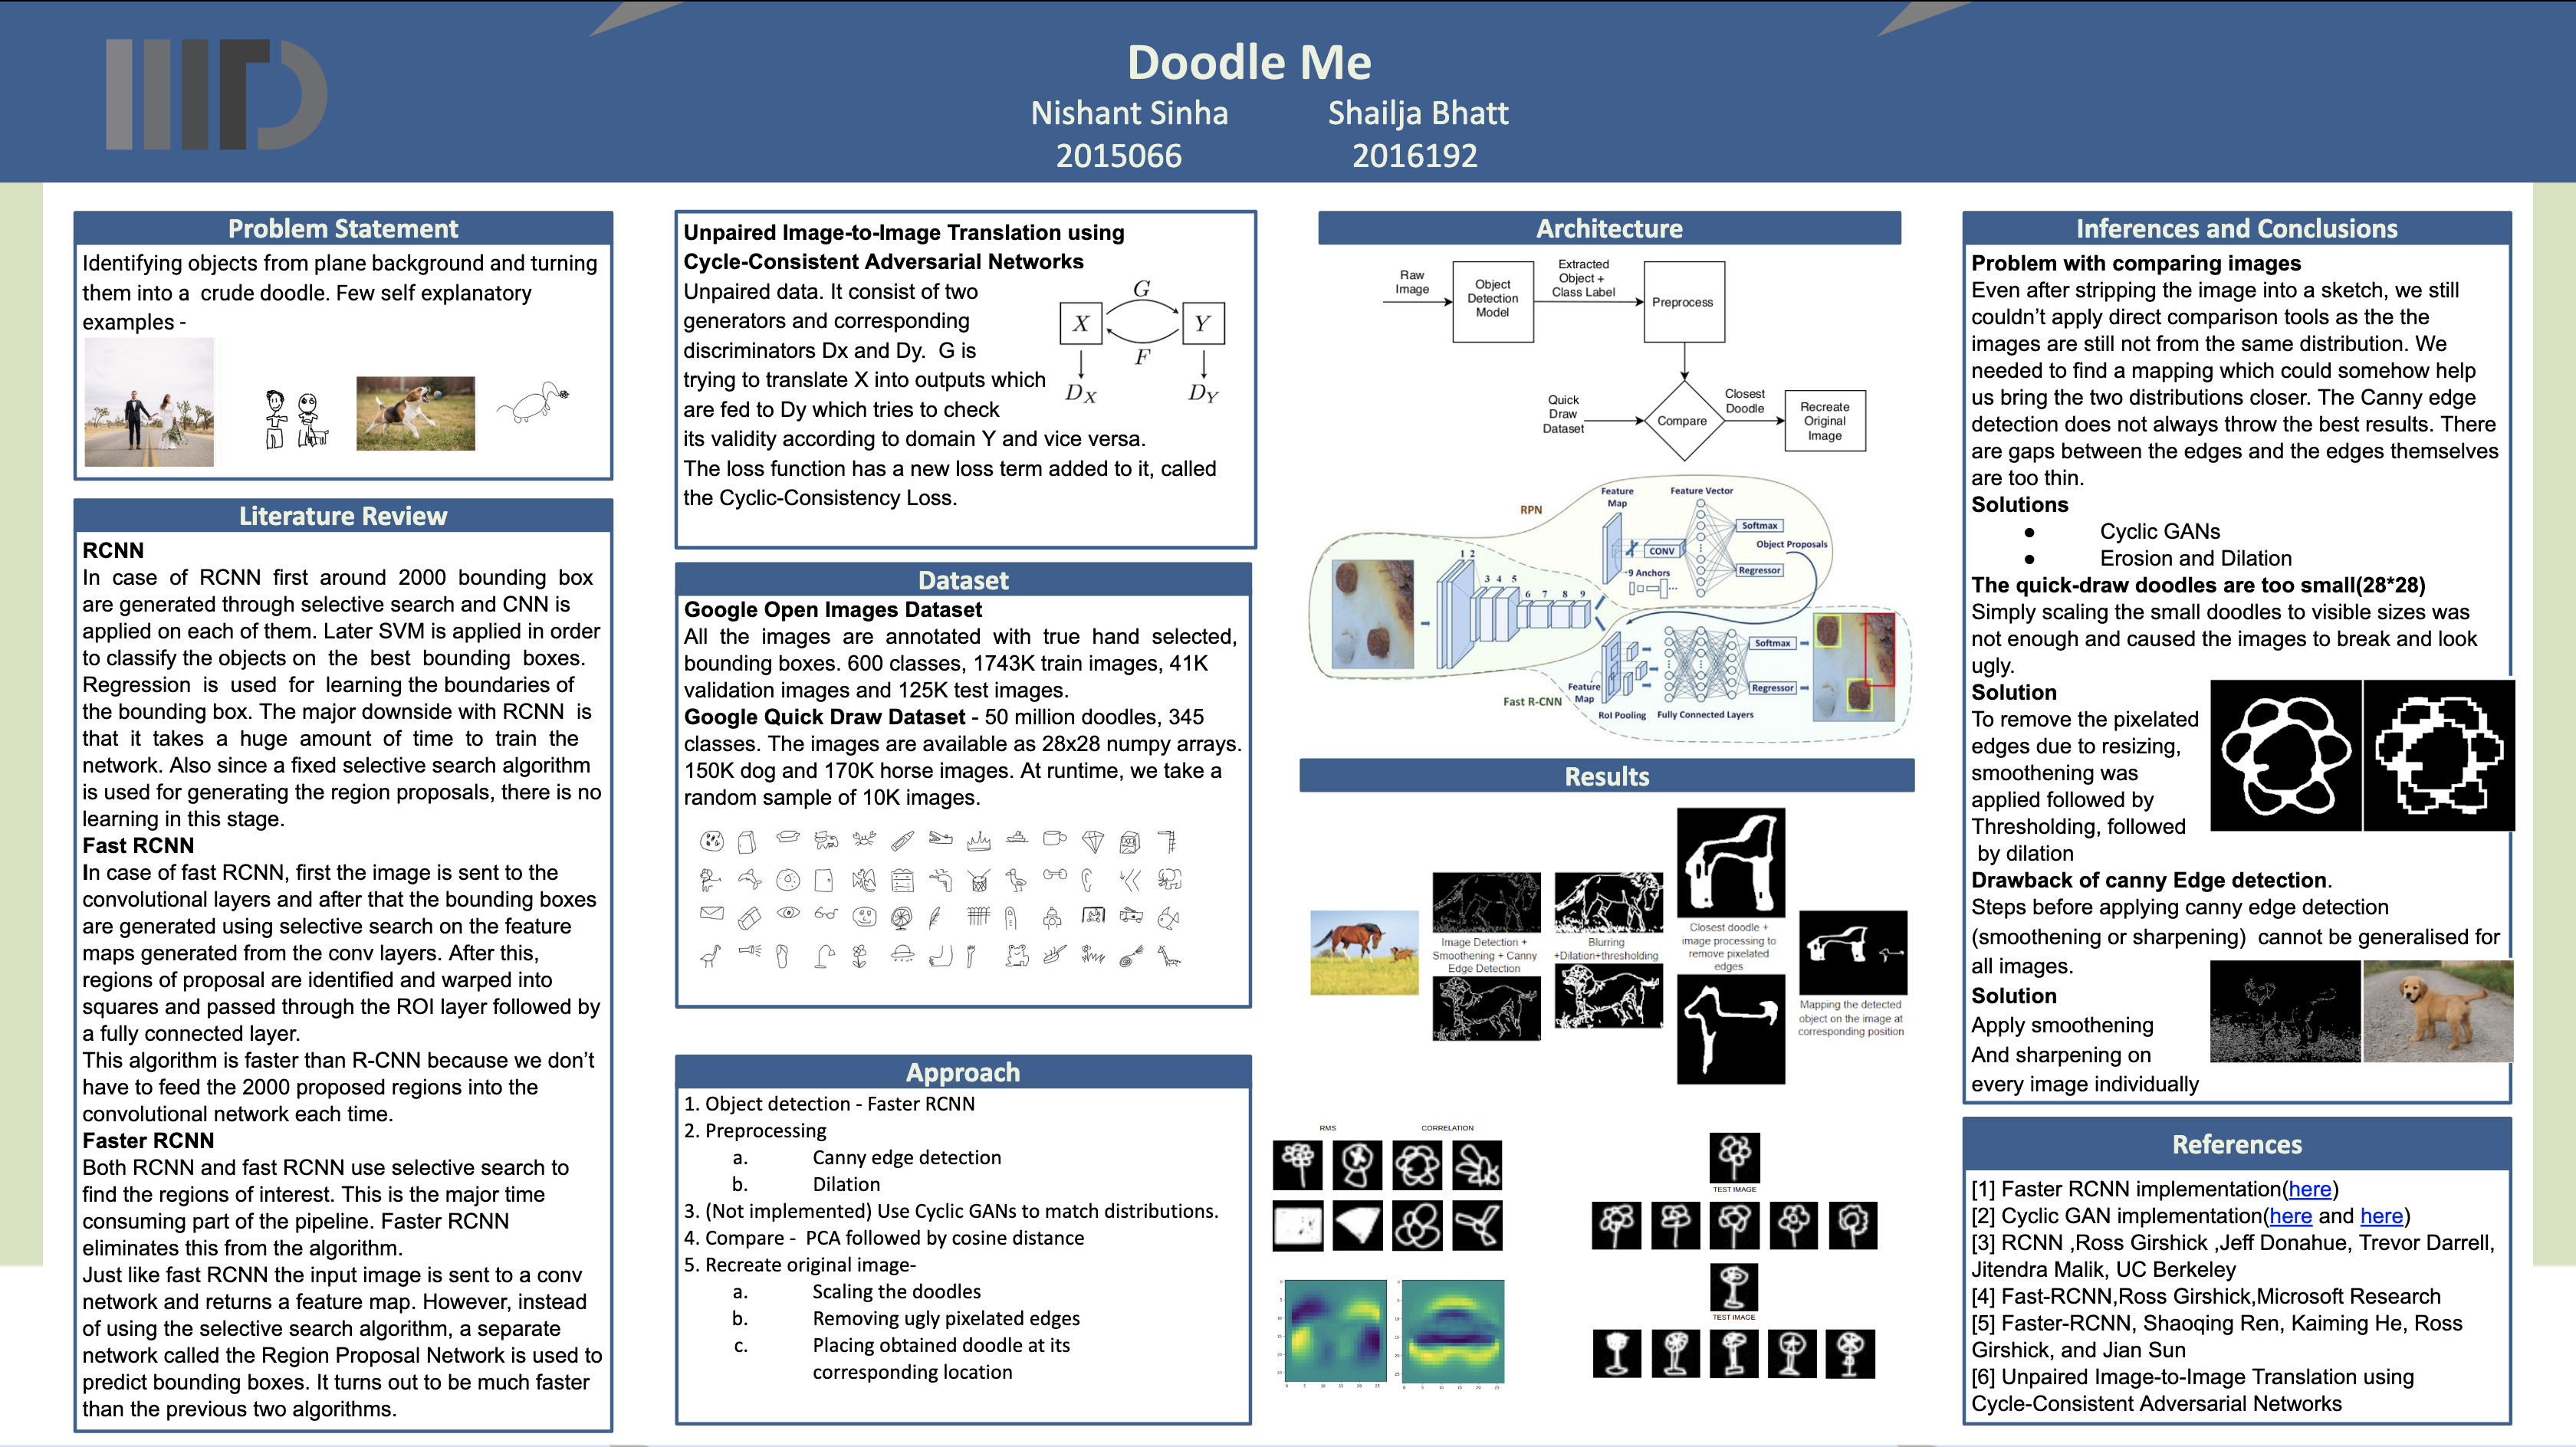 IIITD
Doodle Me
Nishant Sinha Shailja Bhatt
2015066 2016192
Problem Statement
Identifying objects from plane background and turning
them into a crude doodle. Few self explanatory
examples -
Literature Review
RCNN
In case of RCNN first around 2000 bounding box
are generated through selective search and CNN is
applied on each of them. Later SVM is applied in order
to classify the objects on the best bounding boxes.
Regression is used for learning the boundaries of
the bounding box. The major downside with RCNN is
that it takes a huge amount of time to train the
network. Also since a fixed selective search algorithm
is used for generating the region proposals, there is no
learning in this stage.
Fast RCNN
In case of fast RCNN, first the image is sent to the
convolutional layers and after that the bounding boxes
are generated using selective search on the feature
maps generated from the conv layers. After this,
regions of proposal are identified and warped into
squares and passed through the ROI layer followed by
a fully connected layer.
This algorithm is faster than R-CNN because we don't
have to feed the 2000 proposed regions into the
convolutional network each time.
Faster RCNN
Both RCNN and fast RCNN use selective search to
find the regions of interest. This is the major time
consuming part of the pipeline. Faster RCNN
eliminates this from the algorithm.
Just like fast RCNN the input image is sent to a conv
network and returns a feature map. However, instead
of using the selective search algorithm, a separate
network called the Region Proposal Network is used to
predict bounding boxes. It turns out to be much faster
than the previous two algorithms.
Unpaired Image-to-Image Translation using
Cycle-Consistent Adversarial Networks
Unpaired data. It consist of two
generators and corresponding
discriminators Dx and Dy. G is
trying to translate X into outputs which
are fed to Dy which tries to check
its validity according to domain Y and vice versa.
The loss function has a new loss term added to it, called
the Cyclic-Consistency Loss.
G
X Y
F
DX DY
Dataset
Google Open Images Dataset
All the images are annotated with true hand selected,
bounding boxes. 600 classes, 1743K train images, 41K
validation images and 125K test images.
Google Quick Draw Dataset - 50 million doodles, 345
classes. The images are available as 28x28 numpy arrays.
150K dog and 170K horse images. At runtime, we take a
random sample of 10K images.
Approach
1. Object detection - Faster RCNN
2. Preprocessing
a. Canny edge detection
b. Dilation
3. (Not implemented) Use Cyclic GANs to match distributions.
4. Compare - PCA followed by cosine distance
5. Recreate original image-
a. Scaling the doodles
b. Removing ugly pixelated edges
c. Placing obtained doodle at its
corresponding location
Architecture
Raw
Image
Object
Detection
Model
Extracted
Object +
Class Label
Preprocess
Quick
Draw
Dataset
Compare
Closest
Doodle
Recreate
Original
Image
RPN
Feature
Map
Feature Vector
Softmax
CONV
Object Proposals
Regressor
9 Anchors
1 2
3 4 5
6 7 8 9
Softmax
Regressor
Fast R-CNN
Feature
Map
RoI Pooling
Fully Connected Layers
Results
Image Detection +
Smoothening + Canny
Edge Detection
Blurring
+Dilation+thresholding
Closest doodle +
image processing to
remove pixelated
edges
Mapping the detected
object on the image at
corresponding position
RMS CORRELATION
TEST IMAGE
TEST IMAGE
Inferences and Conclusions
Problem with comparing images
Even after stripping the image into a sketch, we still
couldn't apply direct comparison tools as the the
images are still not from the same distribution. We
needed to find a mapping which could somehow help
us bring the two distributions closer. The Canny edge
detection does not always throw the best results. There
are gaps between the edges and the edges themselves
are too thin.
Solutions
● Cyclic GANs
● Erosion and Dilation
The quick-draw doodles are too small(28*28)
Simply scaling the small doodles to visible sizes was
not enough and caused the images to break and look
ugly.
Solution
To remove the pixelated
edges due to resizing,
smoothening was
applied followed by
Thresholding, followed
by dilation
Drawback of canny Edge detection.
Steps before applying canny edge detection
(smoothening or sharpening) cannot be generalised for
all images.
Solution
Apply smoothening
And sharpening on
every image individually
References
[1] Faster RCNN implementation(here)
[2] Cyclic GAN implementation(here and here)
[3] RCNN ,Ross Girshick ,Jeff Donahue, Trevor Darrell,
Jitendra Malik, UC Berkeley
[4] Fast-RCNN,Ross Girshick,Microsoft Research
[5] Faster-RCNN, Shaoqing Ren, Kaiming He, Ross
Girshick, and Jian Sun
[6] Unpaired Image-to-Image Translation using
Cycle-Consistent Adversarial Networks